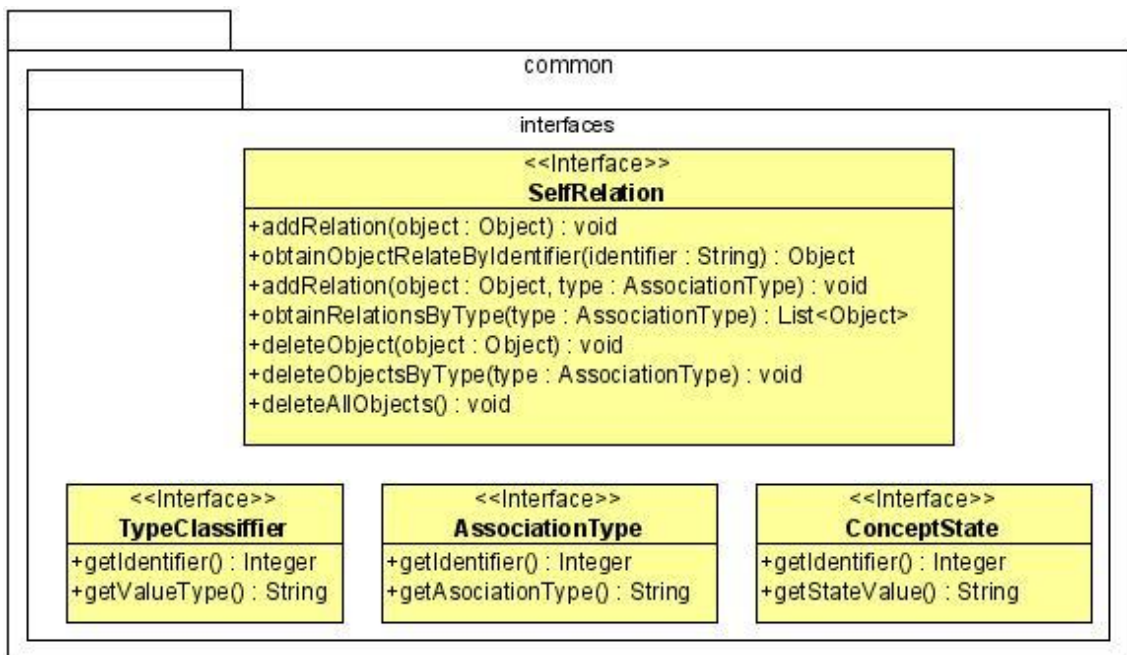 common
interfaces
<<Interface>>
SelfRelation
+addRelation(object : Object) : void
+obtainObjectRelateByIdentifier(identifier : String) : Object
+addRelation(object : Object, type : AssociationType) : void
+obtainRelationsByType(type : AssociationType) : List<Object>
+deleteObject(object : Object) : void
+deleteObjectsByType(type : AssociationType) : void
+deleteAllObjects() : void
<<Interface>>
TypeClassiffier
+getIdentifier() : Integer
+getValueType() : String
<<Interface>>
AssociationType
+getIdentifier() : Integer
+getAsociationType() : String
<<Interface>>
ConceptState
+getIdentifier() : Integer
+getStateValue() : String